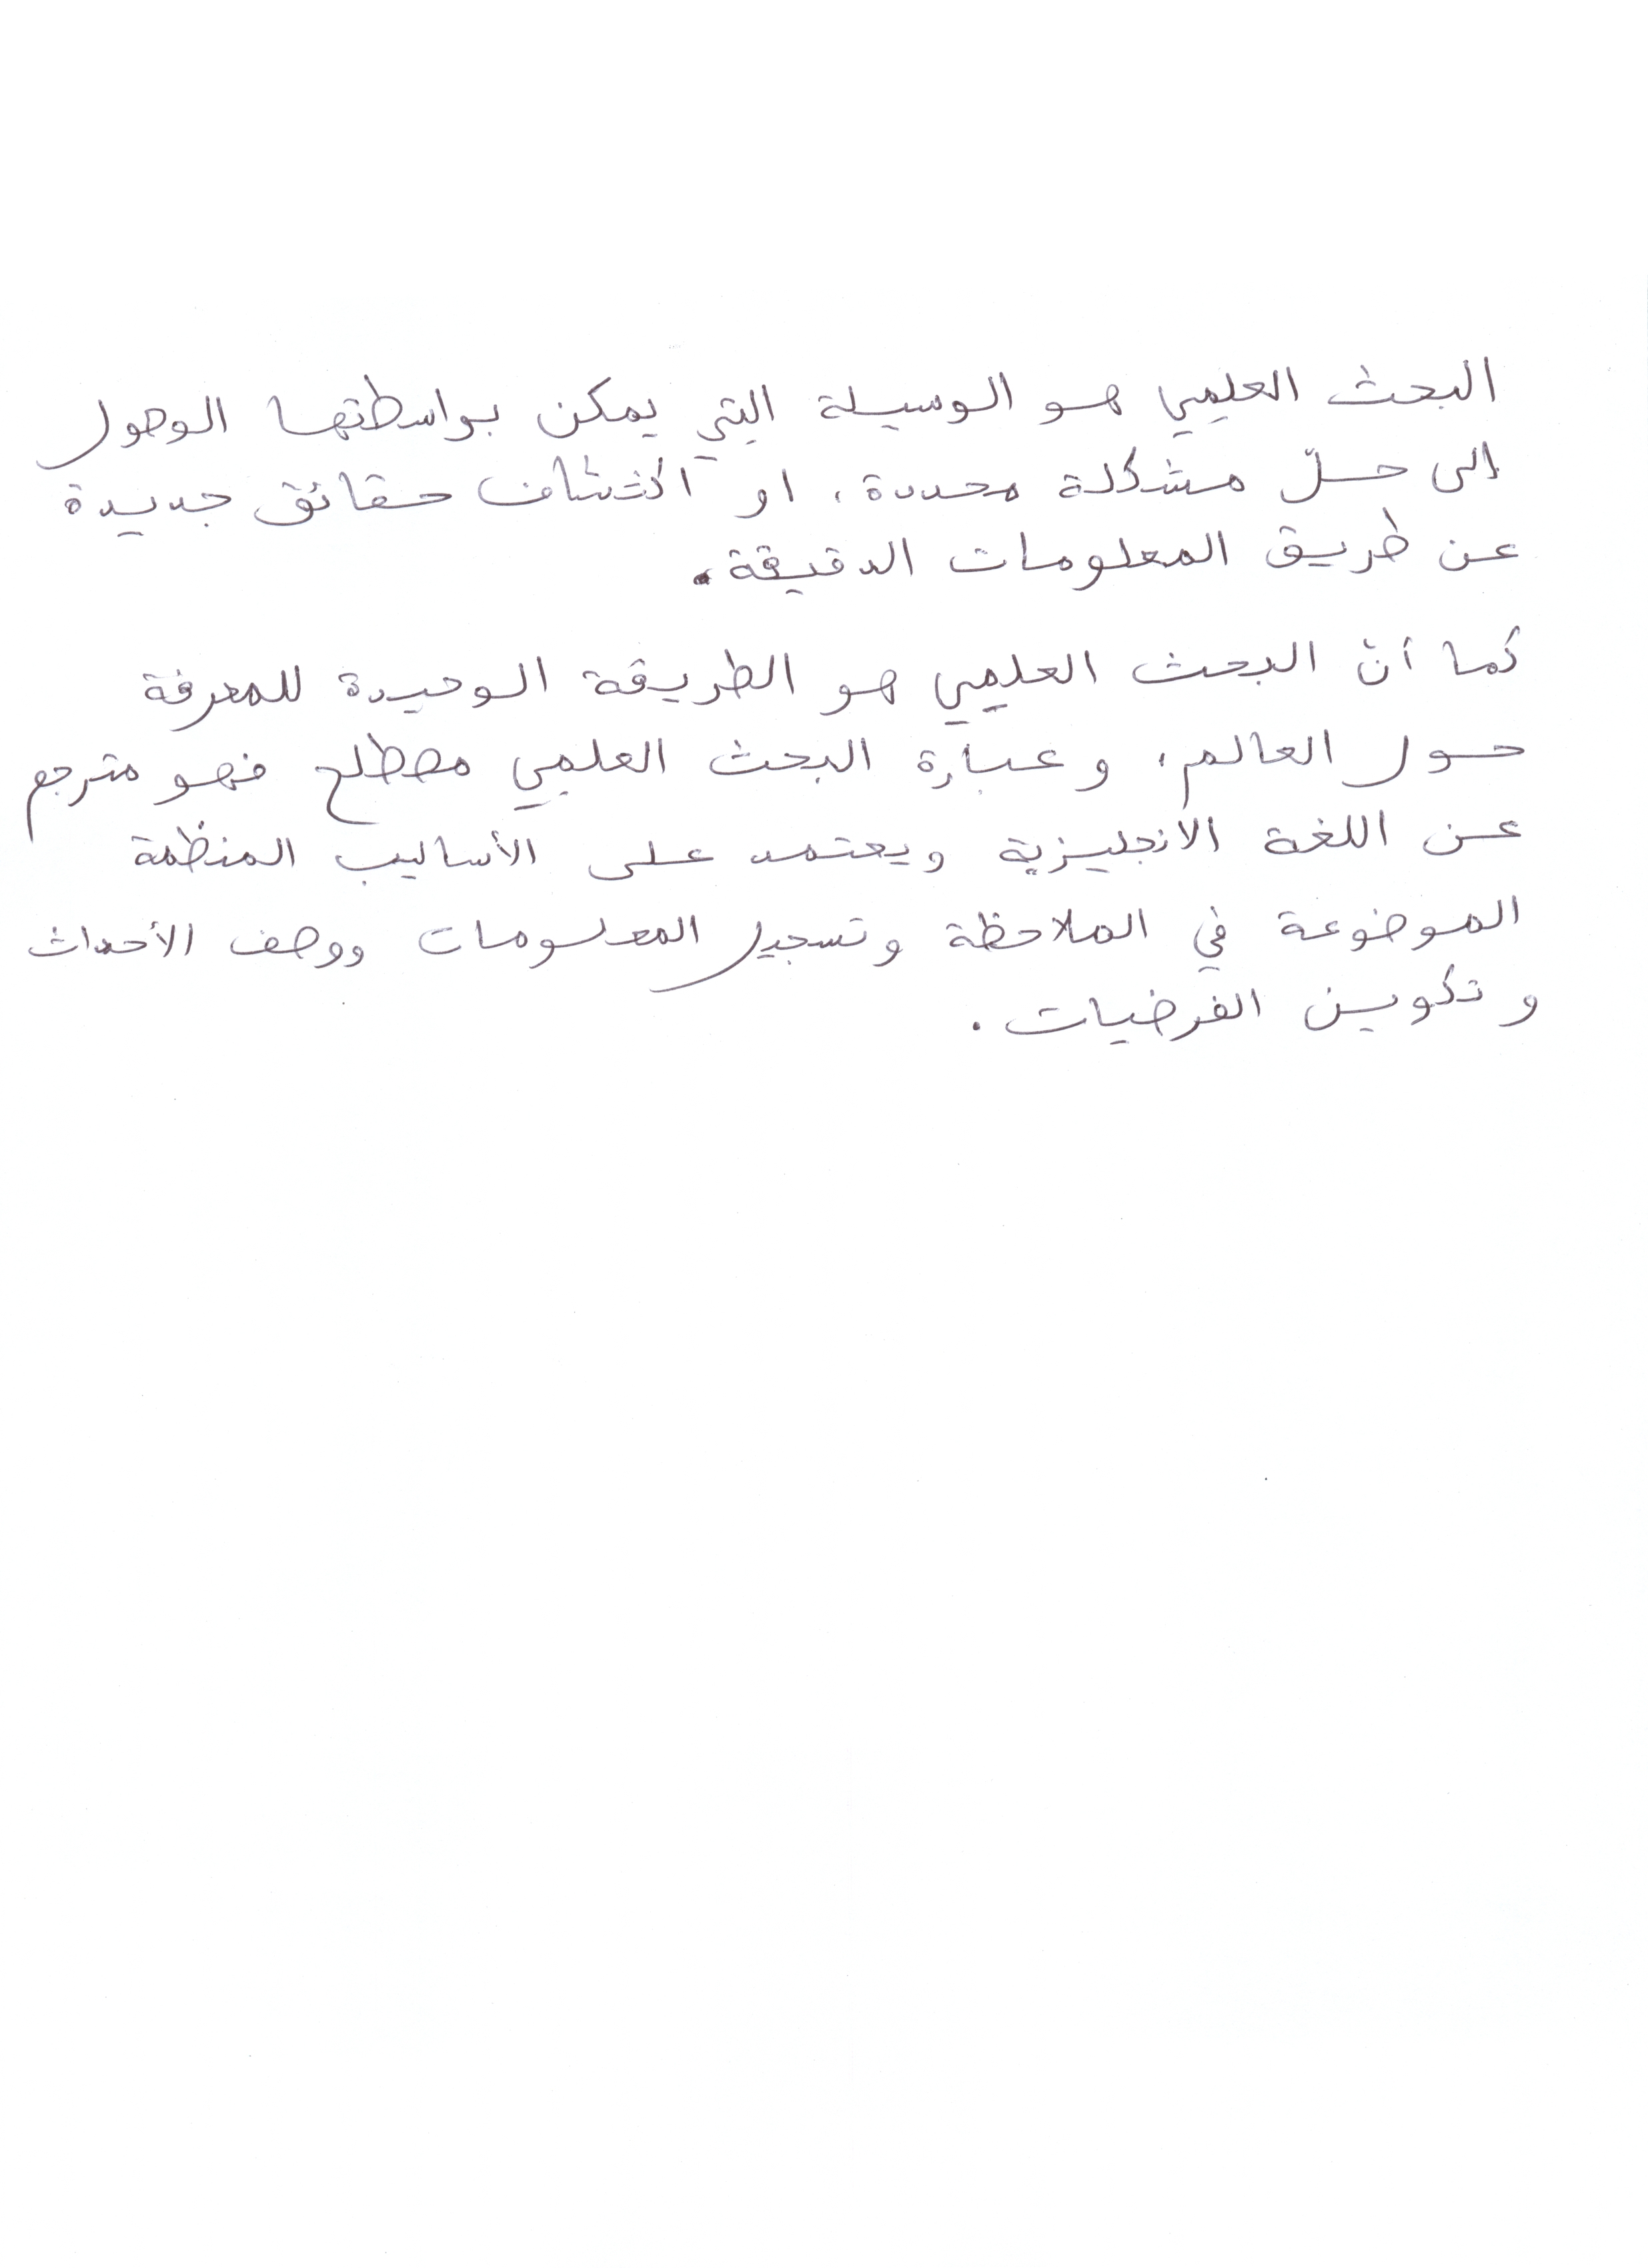 البحث العلمي هو الوسيلة التي يمكن بواسطتها الوصول
إلى حلّ مشكلة محددة، او اكتشاف حقائق جديدة
عن طريق المعلومات الدقيقة.
كما أنّ البحث العلمي هو الطريقة الوحيدة للمعرفة
حول العالم، وعبارة البحث العلمي مصطلح فهو مترجم
عن اللغة الانجليزية ويعتمد على الأساليب المنظمة
الموضوعة في الملاحظة وتسجيل المعلومات ووصف الأحداث
وتكوين الفرضيات.